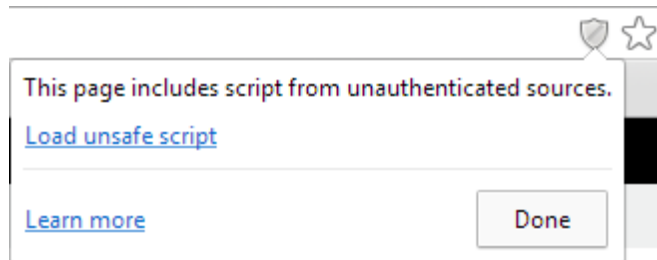 This page includes script from unauthenticated sources.
Load unsafe script
Learn more
Done